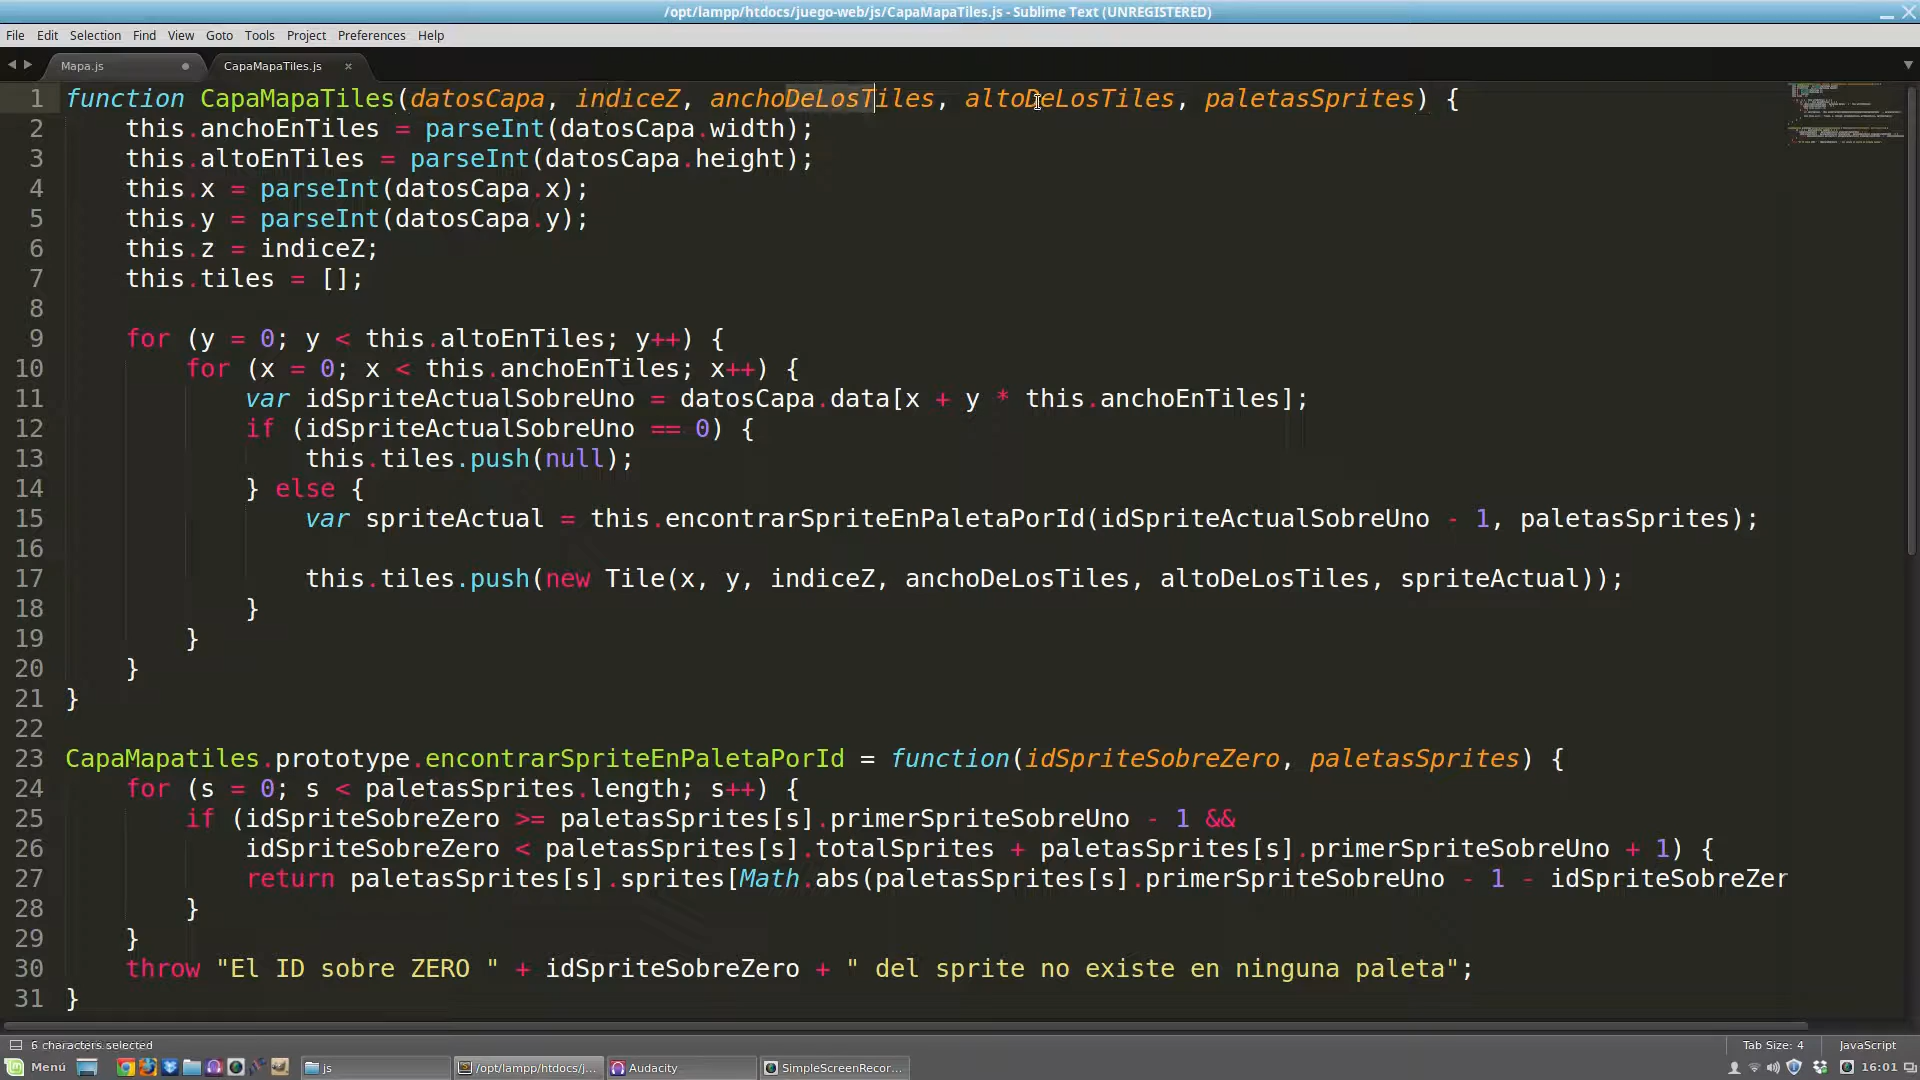 /opt/lampp/htdocs/juego-web/js/CapaMapaTiles.js - Sublime Text (UNREGISTERED)
File Edit Selection Find View Goto Tools Project Preferences Help
Mapa.js CapaMapaTiles.js
1 function CapaMapaTiles(datosCapa, indiceZ, anchoDeLosTiles, altoDeLosTiles, paletasSprites) {
2 this.anchoEnTiles = parseInt(datosCapa.width);
3 this.altoEnTiles = parseInt(datosCapa.height);
4 this.x = parseInt(datosCapa.x);
5 this.y = parseInt(datosCapa.y);
6 this.z = indiceZ;
7 this.tiles = [];
8
9 for (y = 0; y < this.altoEnTiles; y++) {
10 for (x = 0; x < this.anchoEnTiles; x++) {
11 var idSpriteActualSobreUno = datosCapa.data[x + y * this.anchoEnTiles];
12 if (idSpriteActualSobreUno == 0) {
13 this.tiles.push(null);
14 } else {
15 var spriteActual = this.encontrarSpriteEnPaletaPorId(idSpriteActualSobreUno - 1, paletasSprites);
16
17 this.tiles.push(new Tile(x, y, indiceZ, anchoDeLosTiles, altoDeLosTiles, spriteActual));
18 }
19 }
20 }
21 }
22
23 CapaMapatiles.prototype.encontrarSpriteEnPaletaPorId = function(idSpriteSobreZero, paletasSprites) {
24 for (s = 0; s < paletasSprites.length; s++) {
25 if (idSpriteSobreZero >= paletasSprites[s].primerSpriteSobreUno - 1 &&
26 idSpriteSobreZero < paletasSprites[s].totalSprites + paletasSprites[s].primerSpriteSobreUno + 1) {
27 return paletasSprites[s].sprites[Math.abs(paletasSprites[s].primerSpriteSobreUno - 1 - idSpriteSobreZer
28 }
29 }
30 throw "El ID sobre ZERO " + idSpriteSobreZero + " del sprite no existe en ninguna paleta";
31 }
6 characters selected Tab Size: 4 JavaScript
Menú js /opt/lampp/htdocs/j... Audacity SimpleScreenRecor... 16:01